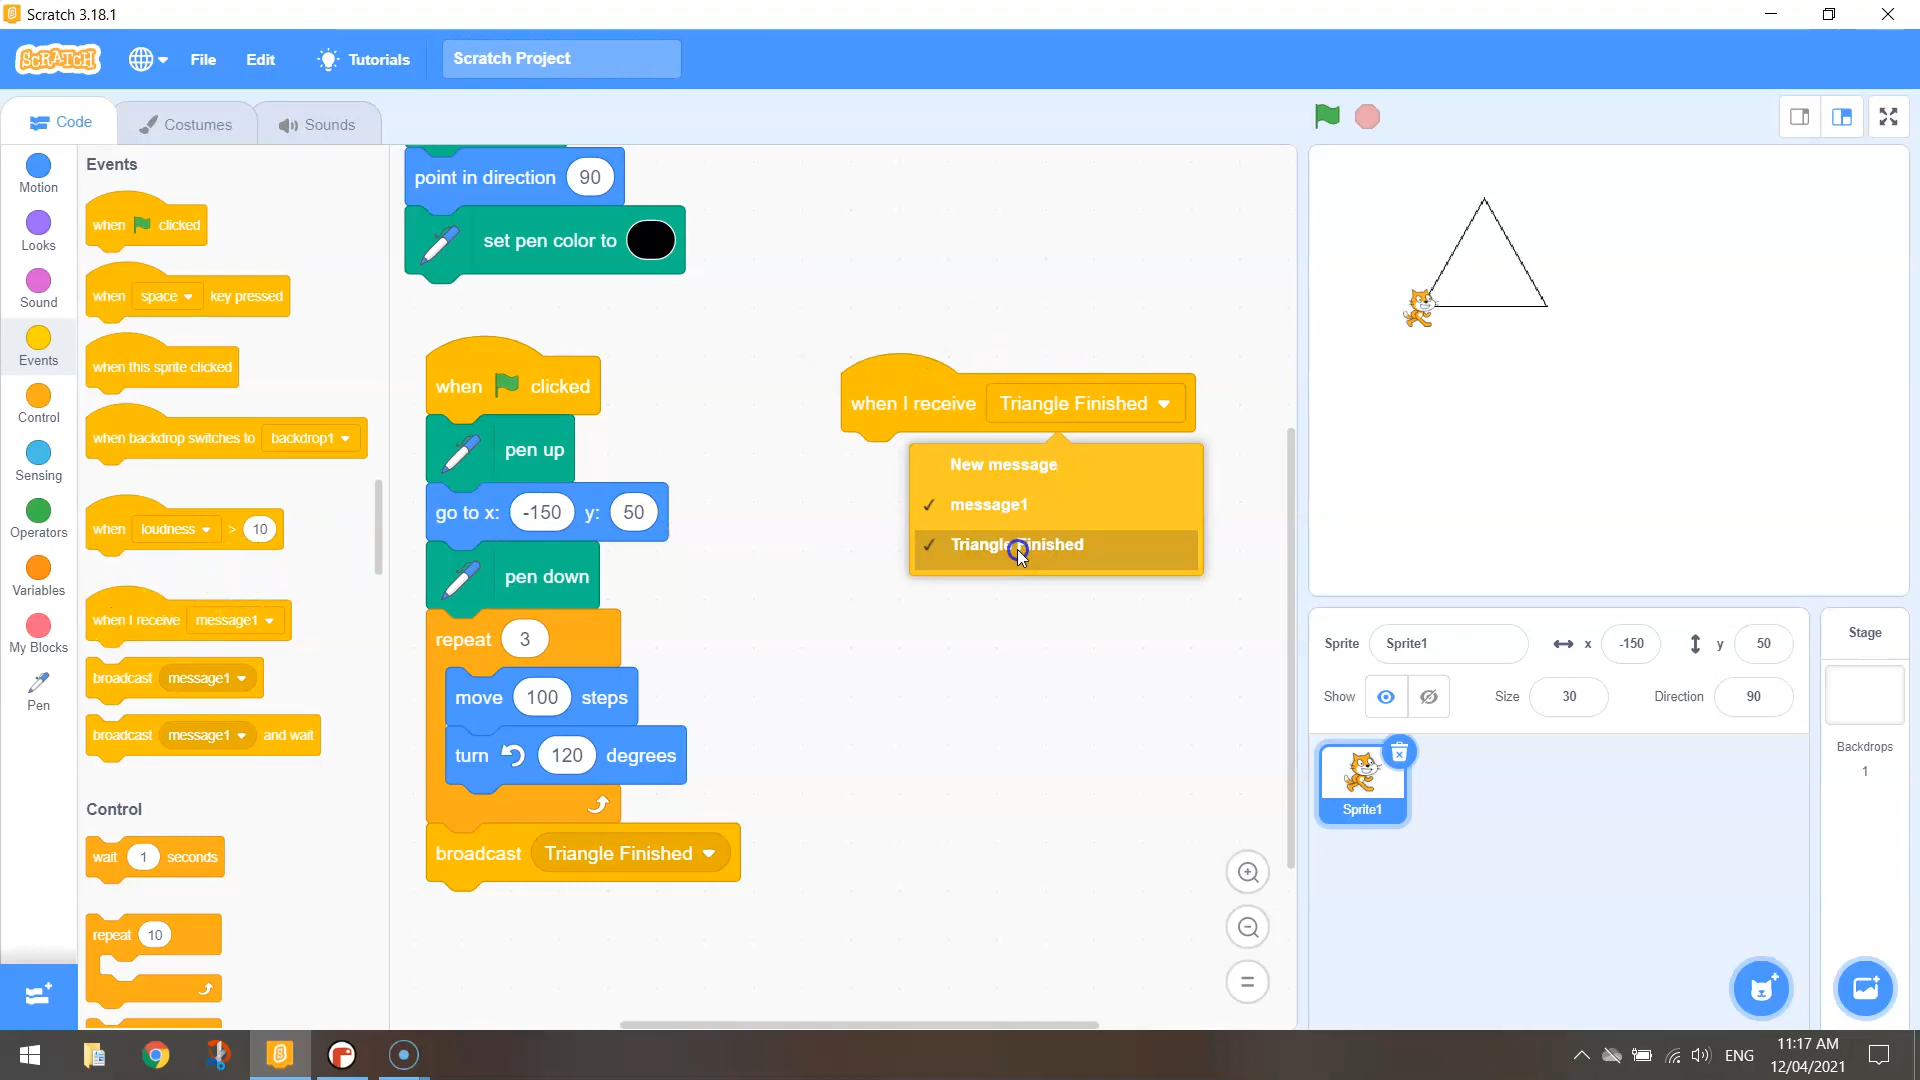 Scratch 3.18.1
SCRATCH
File
Edit
Tutorials
Scratch Project
Code
Costumes
Sounds
Motion
Looks
Sound
Events
Control
Sensing
Operators
Variables
My Blocks
Pen
Events
when clicked
when space key pressed
when this sprite clicked
when backdrop switches to backdrop1
when loudness > 10
when I receive message1
broadcast message1
broadcast message1 and wait
Control
wait 1 seconds
repeat 10
point in direction 90
set pen color to
when clicked
pen up
go to x: -150 y: 50
pen down
repeat 3
move 100 steps
turn 120 degrees
broadcast Triangle Finished
when I receive Triangle Finished
New message
✓ message1
✓ Triangle Finished
Sprite Sprite1 x -150 y 50
Show Size 30 Direction 90
Sprite1
Stage
Backdrops
1
ENG
11:17 AM
12/04/2021